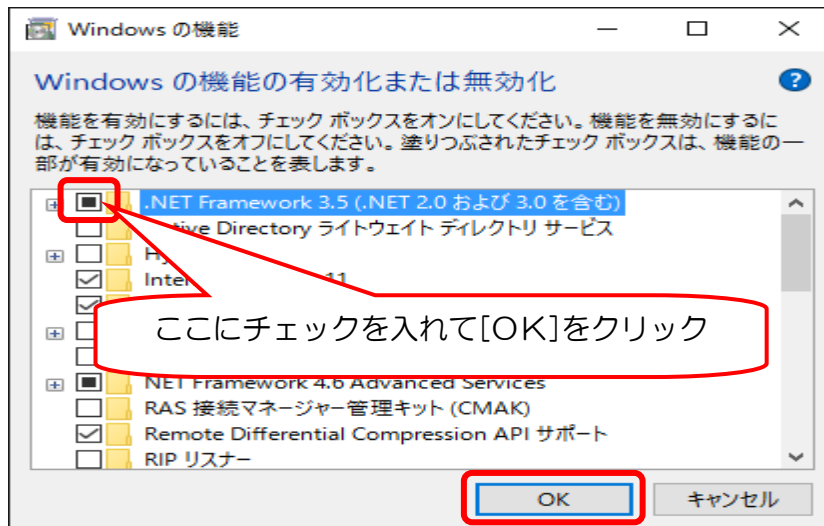 Windows の機能
Windows の機能の有効化または無効化
機能を有効にするには、チェック ボックスをオンにしてください。機能を無効にするに
は、チェック ボックスをオフにしてください。塗りつぶされたチェック ボックスは、機能の一
部が有効になっていることを表します。
.NET Framework 3.5 (.NET 2.0 および 3.0 を含む)
Directory ライトウェイト ディレクトリ サービス
11
ここにチェックを入れて[OK]をクリック
.NET Framework 4.6 Advanced Services
RAS 接続マネージャー管理キット (CMAK)
Remote Differential Compression API サポート
RIP リスナー
OK
キャンセル